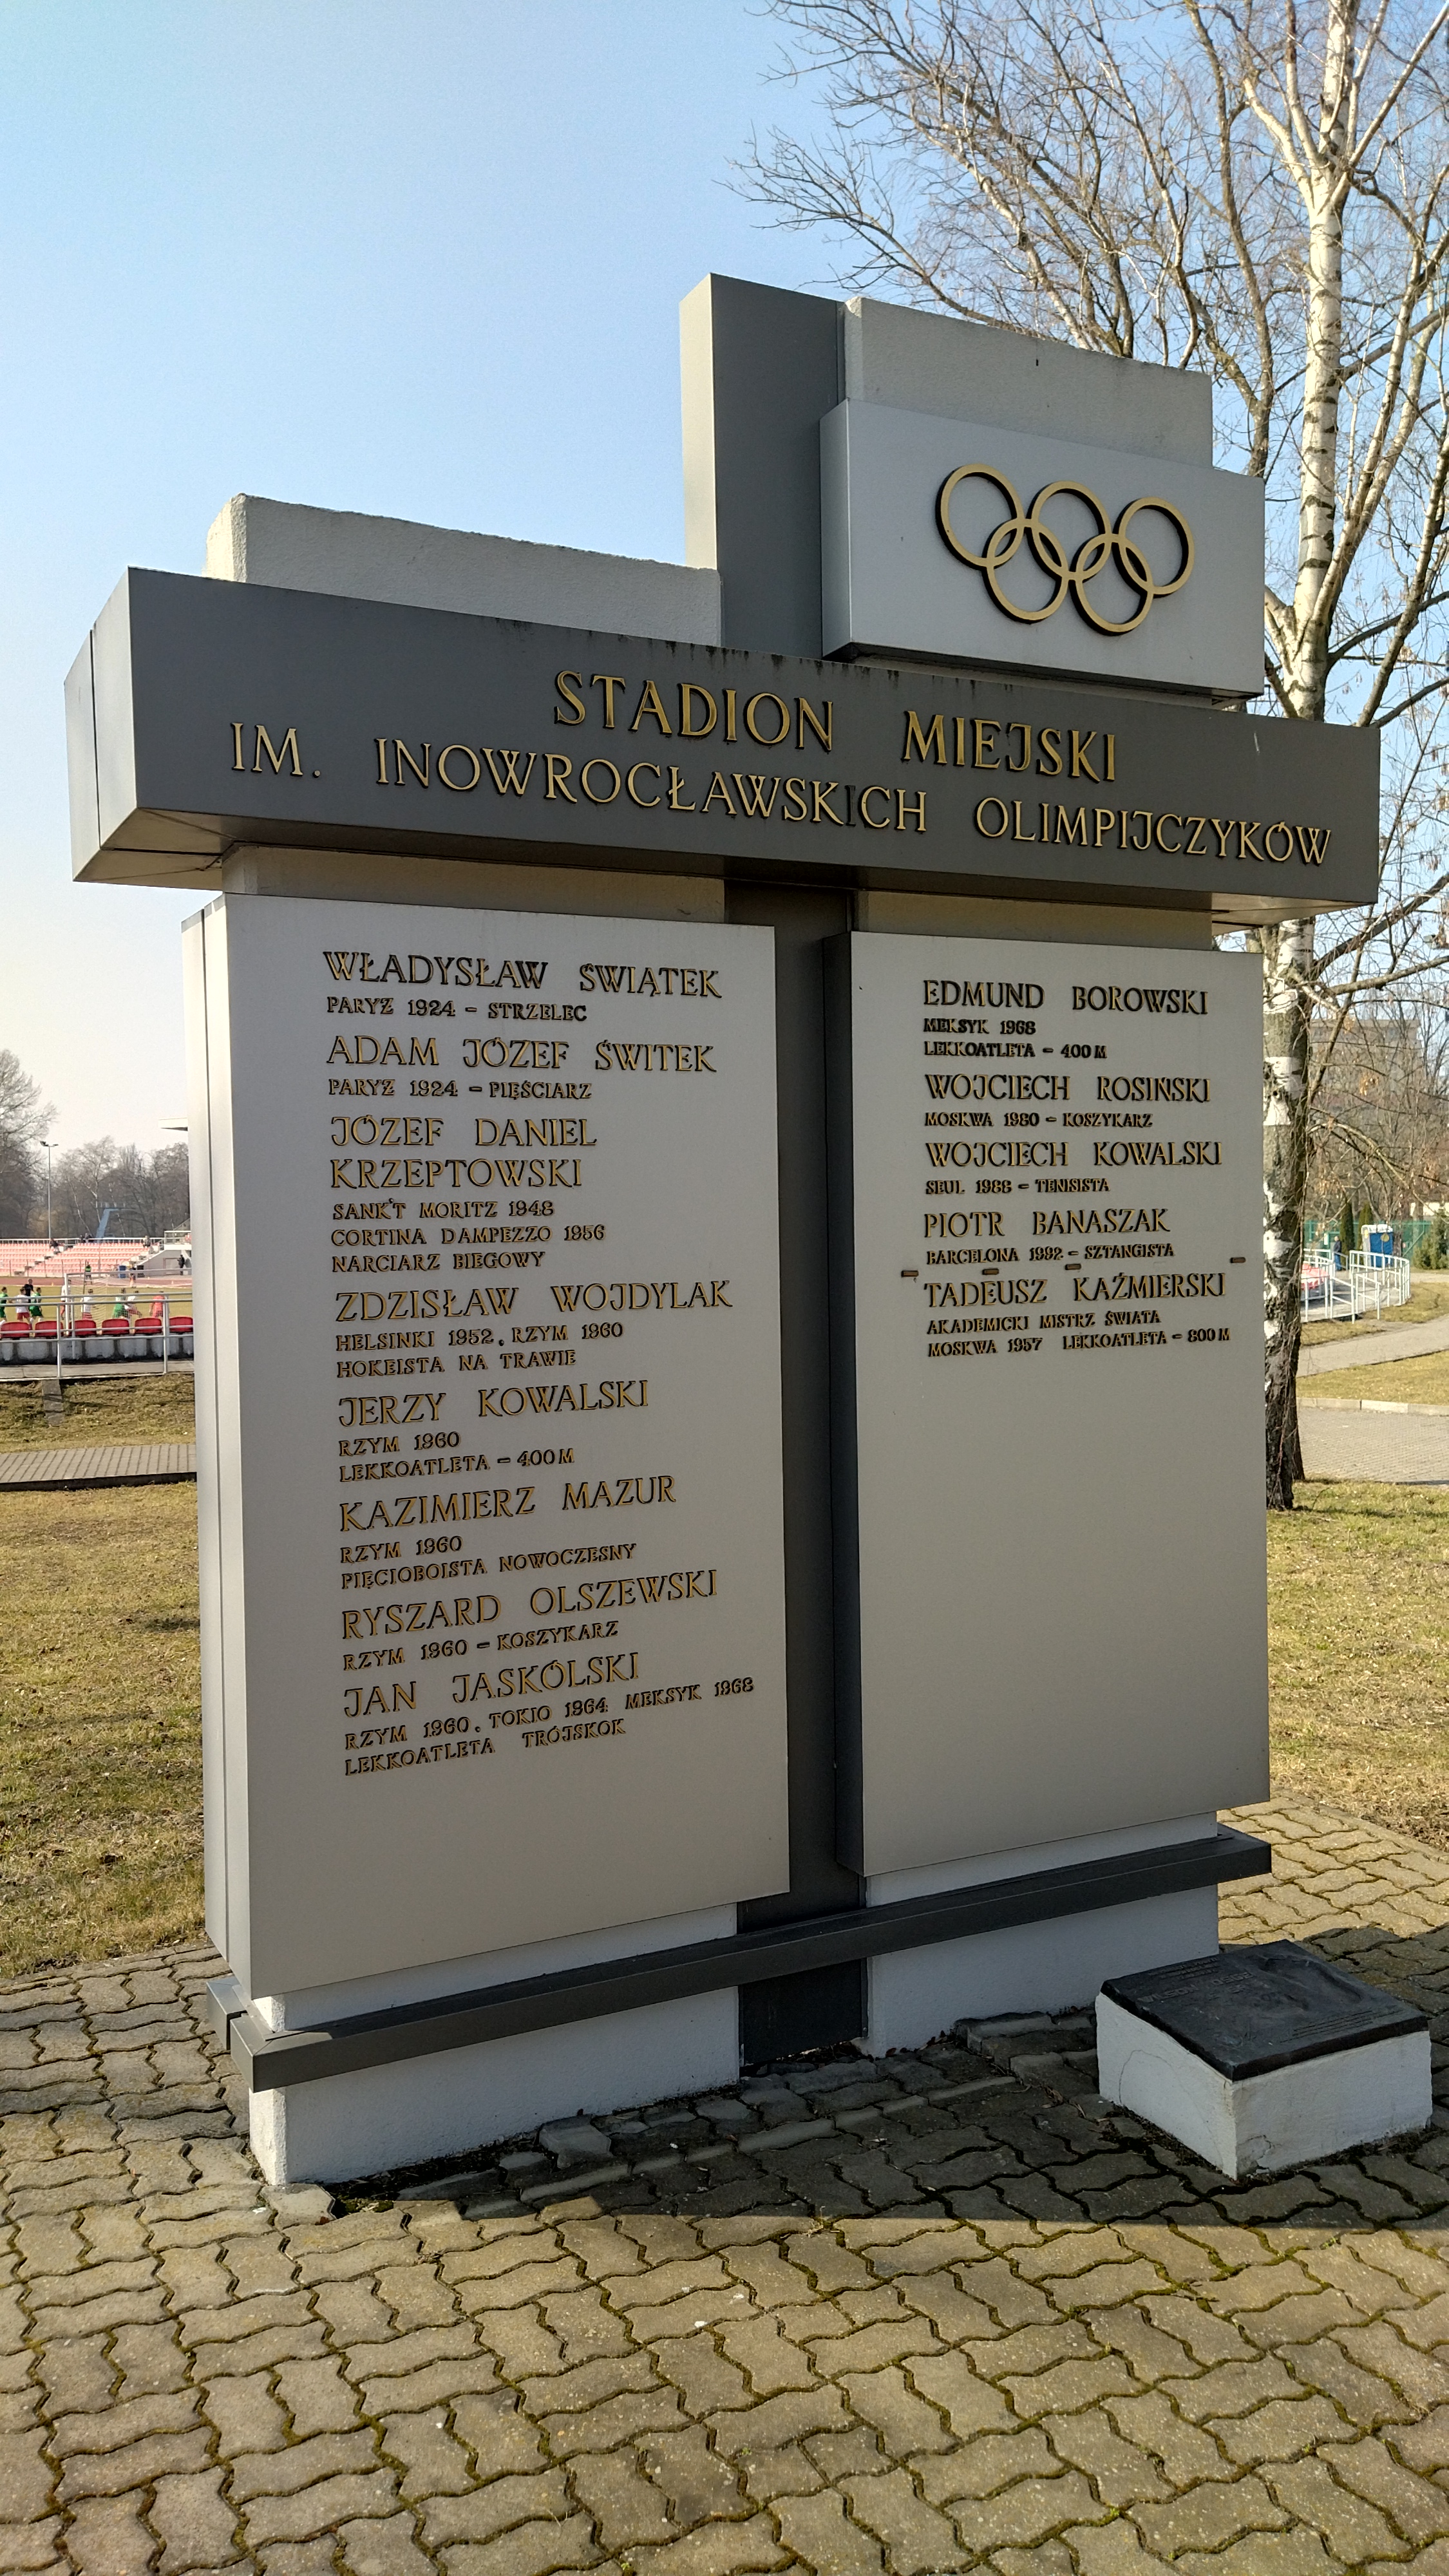 STADION MIEJSKI
IM. INOWROCŁAWSKICH OLIMPIJCZYKÓW
WŁADYSŁAW ŚWIĄTEK
PARYŻ 1924 - STRZELEC
ADAM JÓZEF ŚWITEK
PARYŻ 1924 - PIĘŚCIARZ
JÓZEF DANIEL
KRZEPTOWSKI
SANKT MORITZ 1948
CORTINA DAMPEZZO 1956
NARCIARZ BIEGOWY
ZDZISŁAW WOJDYLAK
HELSINKI 1952. RZYM 1960
HOKEISTA NA TRAWIE
JERZY KOWALSKI
RZYM 1960
LEKKOATLETA - 400 M
KAZIMIERZ MAZUR
RZYM 1960
PIĘCIOBOISTA NOWOCZESNY
RYSZARD OLSZEWSKI
RZYM 1960 - KOSZYKARZ
JAN JASKÓLSKI
RZYM 1960. TOKIO 1964 MEKSYK 1968
LEKKOATLETA TRÓJSKOK
EDMUND BOROWSKI
MEKSYK 1968
LEKKOATLETA - 400 M
WOJCIECH ROSIŃSKI
MOSKWA 1980 - KOSZYKARZ
WOJCIECH KOWALSKI
SEUL 1988 - TENISISTA
PIOTR BANASZAK
BARCELONA 1992 - SZTANGISTA
TADEUSZ KAŹMIERSKI
AKADEMICKI MISTRZ ŚWIATA
MOSKWA 1957 LEKKOATLETA - 800 M